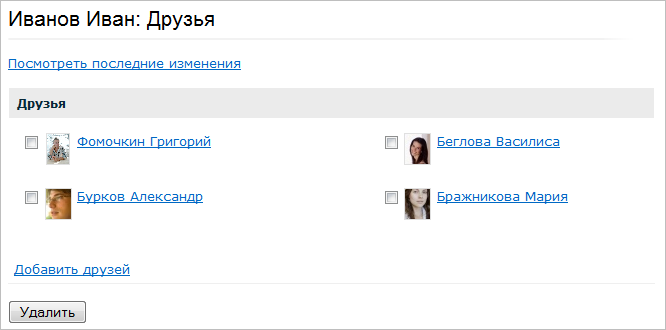 Иванов Иван: Друзья
Посмотреть последние изменения
Друзья
Фомочкин Григорий
Беглова Василиса
Бурков Александр
Бражникова Мария
Добавить друзей
Удалить